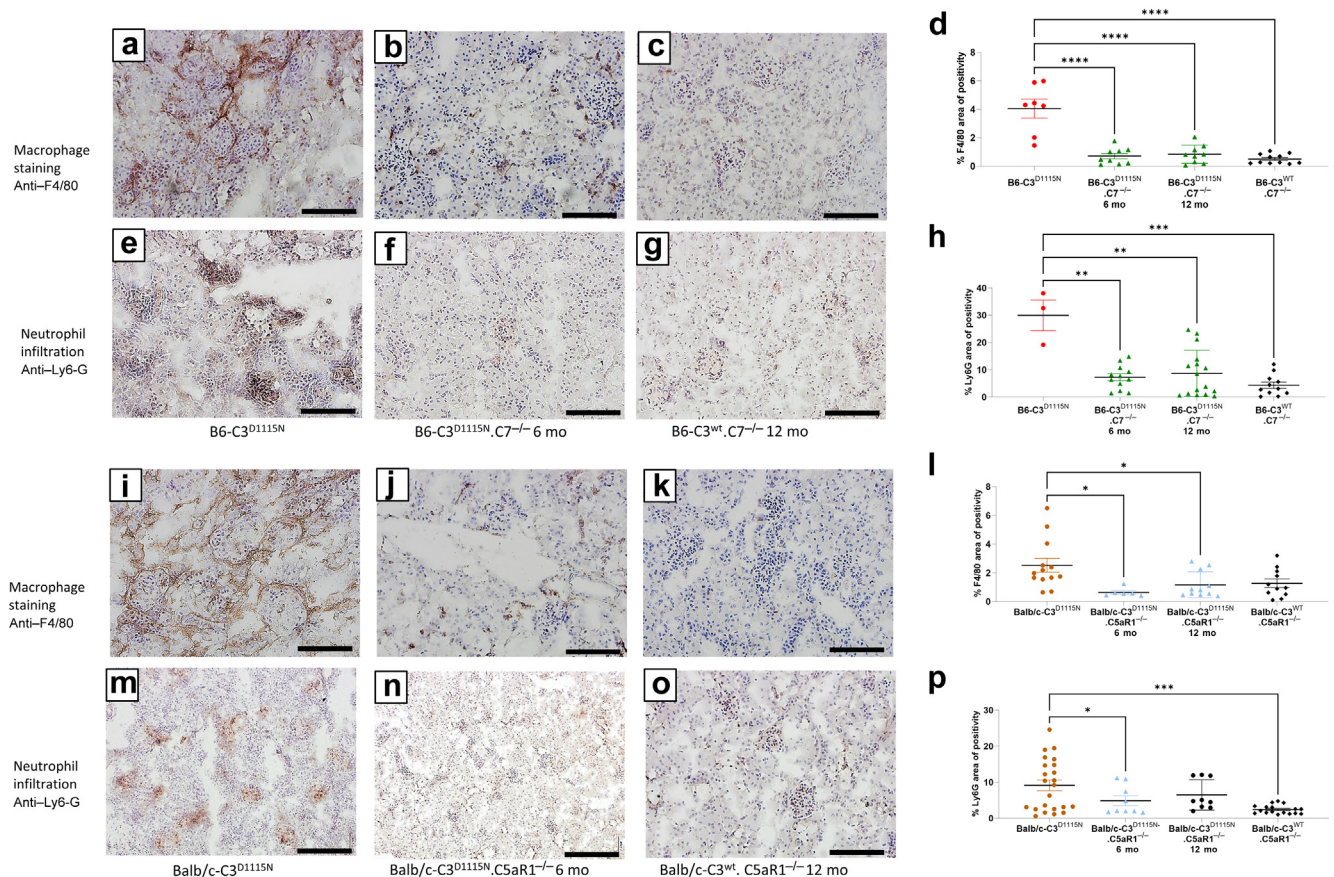 a
b
c
Macrophage
staining
Anti–F4/80
d
****
****
****
% F4/80 area of positivity
8
6
4
2
0
B6-C3D1115N
B6-C3D1115N
.C7−/−
6 mo
B6-C3D1115N
.C7−/−
12 mo
B6-C3WT
.C7−/−
e
f
g
Neutrophil
infiltration
Anti–Ly6-G
B6-C3D1115N
B6-C3D1115N.C7−/− 6 mo
B6-C3wt.C7−/− 12 mo
h
***
**
**
% Ly6G area of positivity
40
30
20
10
0
B6-C3D1115N
B6-C3D1115N
.C7−/−
6 mo
B6-C3D1115N
.C7−/−
12 mo
B6-C3WT
.C7−/−
i
j
k
Macrophage
staining
Anti–F4/80
l
*
*
% F4/80 area of positivity
8
6
4
2
0
Balb/c-C3D1115N
Balb/c-C3D1115N
.C5aR1−/−
6 mo
Balb/c-C3D1115N
.C5aR1−/−
12 mo
Balb/c-C3WT
.C5aR1−/−
m
n
o
Neutrophil
infiltration
Anti–Ly6-G
Balb/c-C3D1115N
Balb/c-C3D1115N.C5aR1−/− 6 mo
Balb/c-C3wt. C5aR1−/− 12 mo
p
***
*
% Ly6G area of positivity
30
20
10
0
Balb/c-C3D1115N
Balb/c-C3D1115N-
.C5aR1−/−
6 mo
Balb/c-C3D1115N
.C5aR1−/−
12 mo
Balb/c-C3WT
.C5aR1−/−